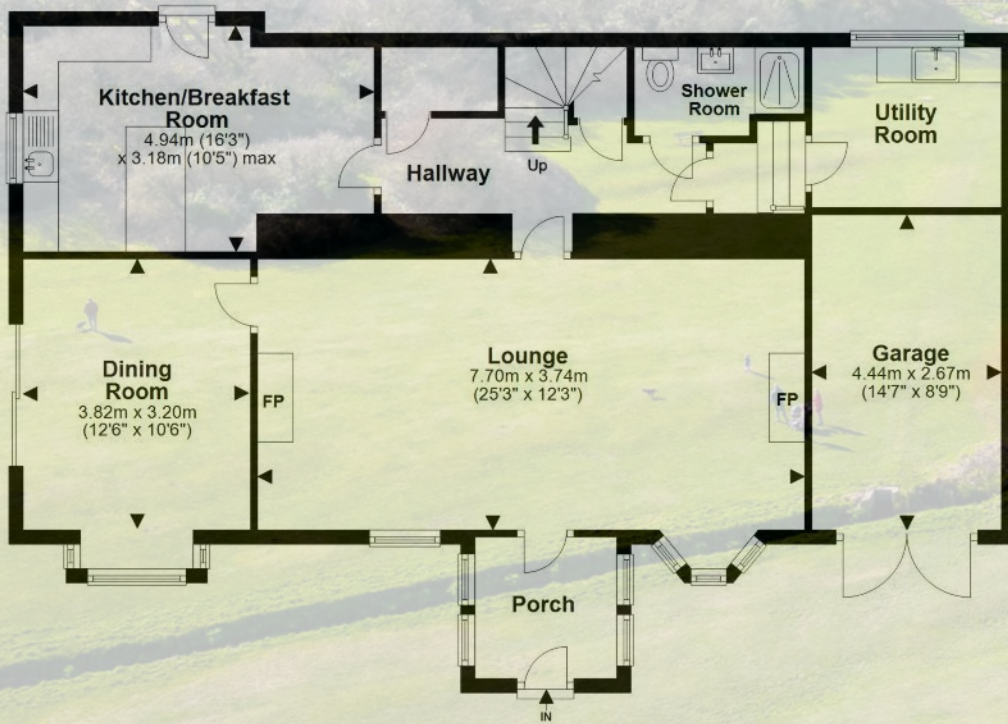 Kitchen/Breakfast
Room
4.94m (16'3")
x 3.18m (10'5") max
Hallway
Up
Shower
Room
Utility
Room
Dining
Room
3.82m x 3.20m
(12'6" x 10'6")
FP
Lounge
7.70m x 3.74m
(25'3" x 12'3")
FP
Garage
4.44m x 2.67m
(14'7" x 8'9")
Porch
IN